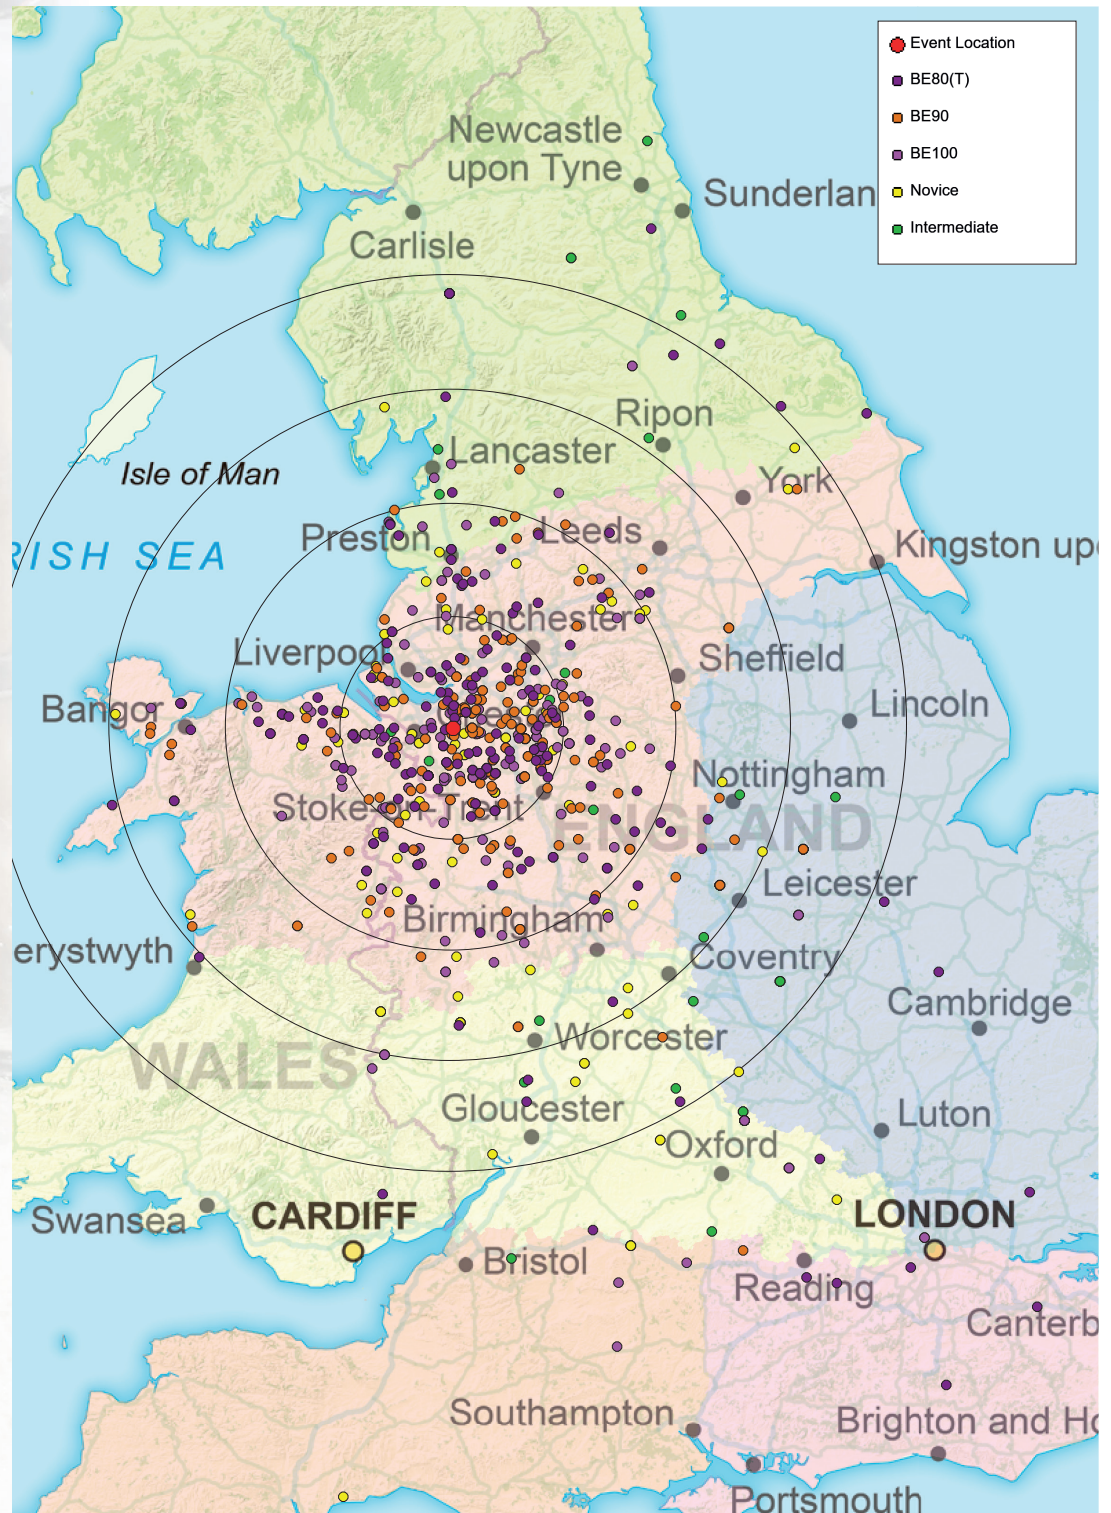 Event Location
BE80(T)
BE90
BE100
Novice
Intermediate
Newcastle
upon Tyne
Sunderlan
Carlisle
Ripon
Lancaster
Isle of Man
York
Preston
Leeds
RISH SEA
Kingston upo
Manchester
Liverpool
Sheffield
Bangor
Lincoln
Nottingham
Stoke-on-Trent
ENGLAND
Leicester
Birmingham
erystwyth
Coventry
Cambridge
Worcester
WALES
Gloucester
Luton
Oxford
Swansea
CARDIFF
LONDON
Bristol
Reading
Canterb
Southampton
Brighton and Ho
Portsmouth